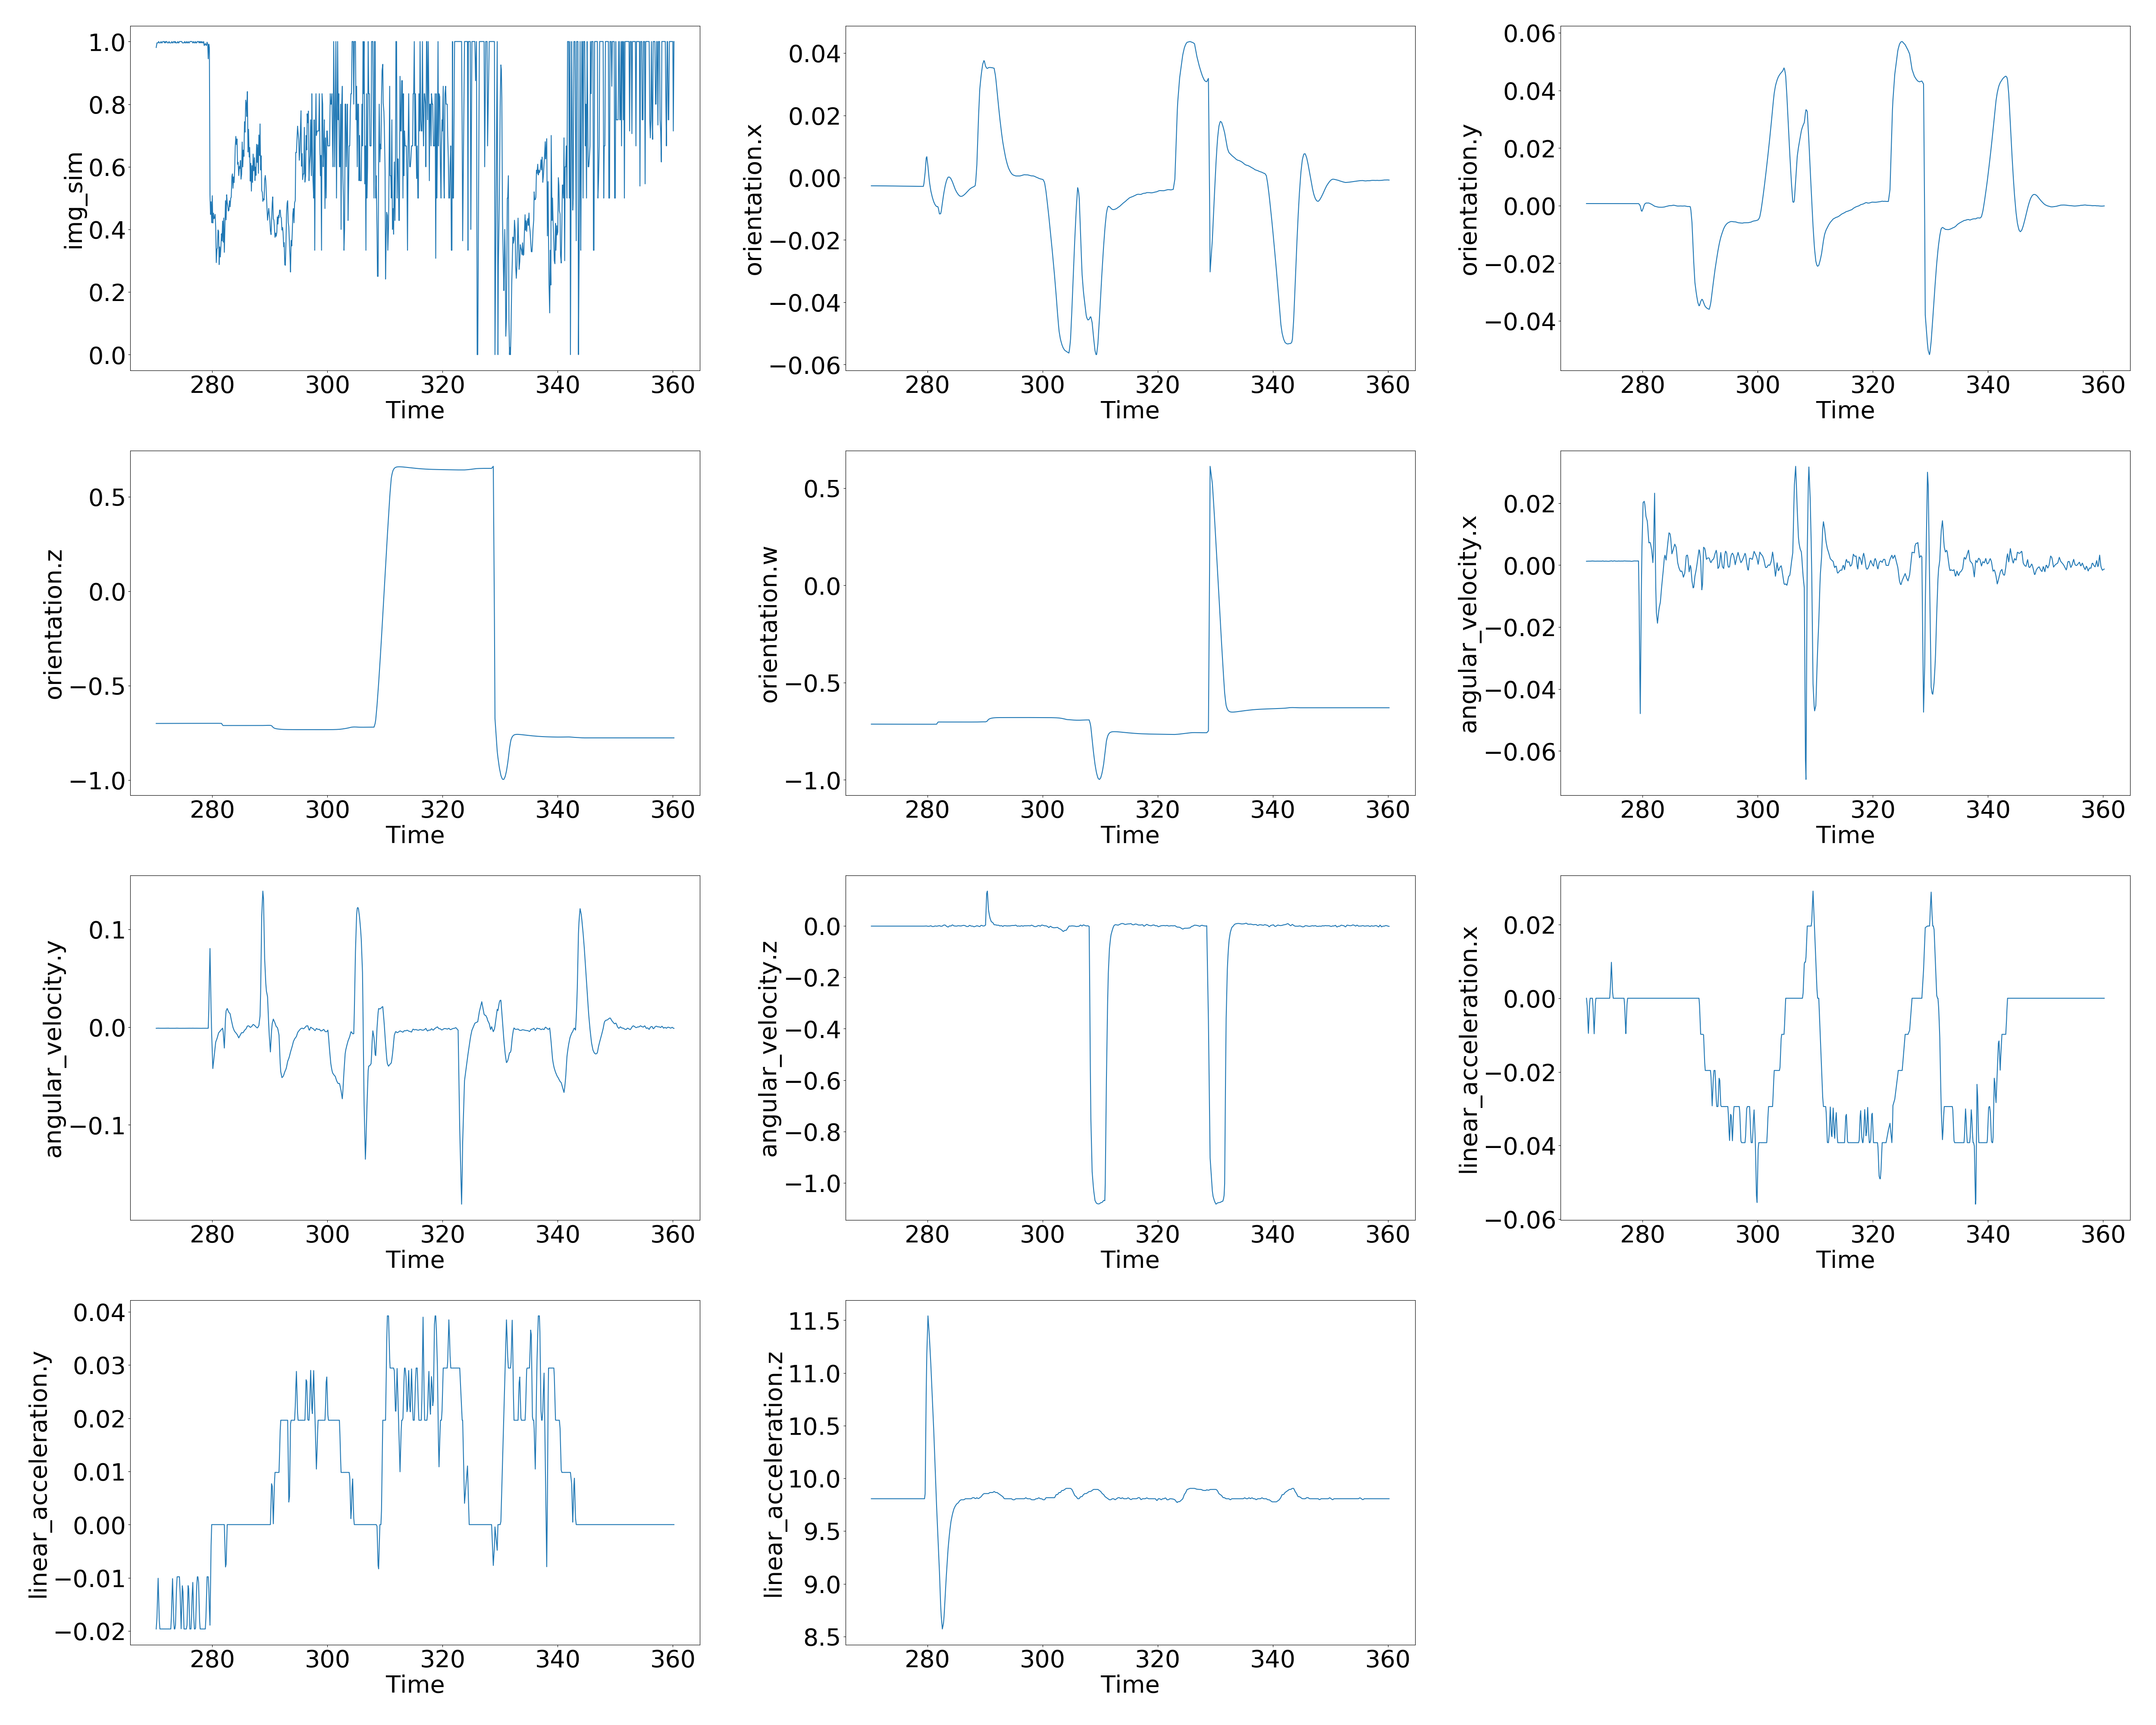 1.0
0.8
0.6
0.4
0.2
0.0
img_sim
280 300 320 340 360
Time
0.04
0.02
0.00
−0.02
−0.04
−0.06
orientation.x
280 300 320 340 360
Time
0.06
0.04
0.02
0.00
−0.02
−0.04
orientation.y
280 300 320 340 360
Time
0.5
0.0
−0.5
−1.0
orientation.z
280 300 320 340 360
Time
0.5
0.0
−0.5
−1.0
orientation.w
280 300 320 340 360
Time
0.02
0.00
−0.02
−0.04
−0.06
angular_velocity.x
280 300 320 340 360
Time
0.1
0.0
−0.1
angular_velocity.y
280 300 320 340 360
Time
0.0
−0.2
−0.4
−0.6
−0.8
−1.0
angular_velocity.z
280 300 320 340 360
Time
0.02
0.00
−0.02
−0.04
−0.06
linear_acceleration.x
280 300 320 340 360
Time
0.04
0.03
0.02
0.01
0.00
−0.01
−0.02
linear_acceleration.y
280 300 320 340 360
Time
11.5
11.0
10.5
10.0
9.5
9.0
8.5
linear_acceleration.z
280 300 320 340 360
Time